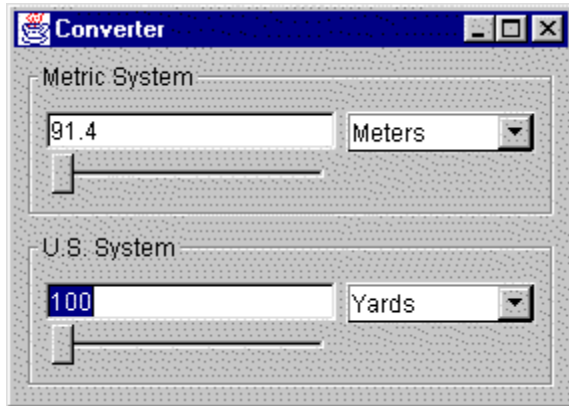 Converter
Metric System
91.4 Meters
U.S. System
100 Yards